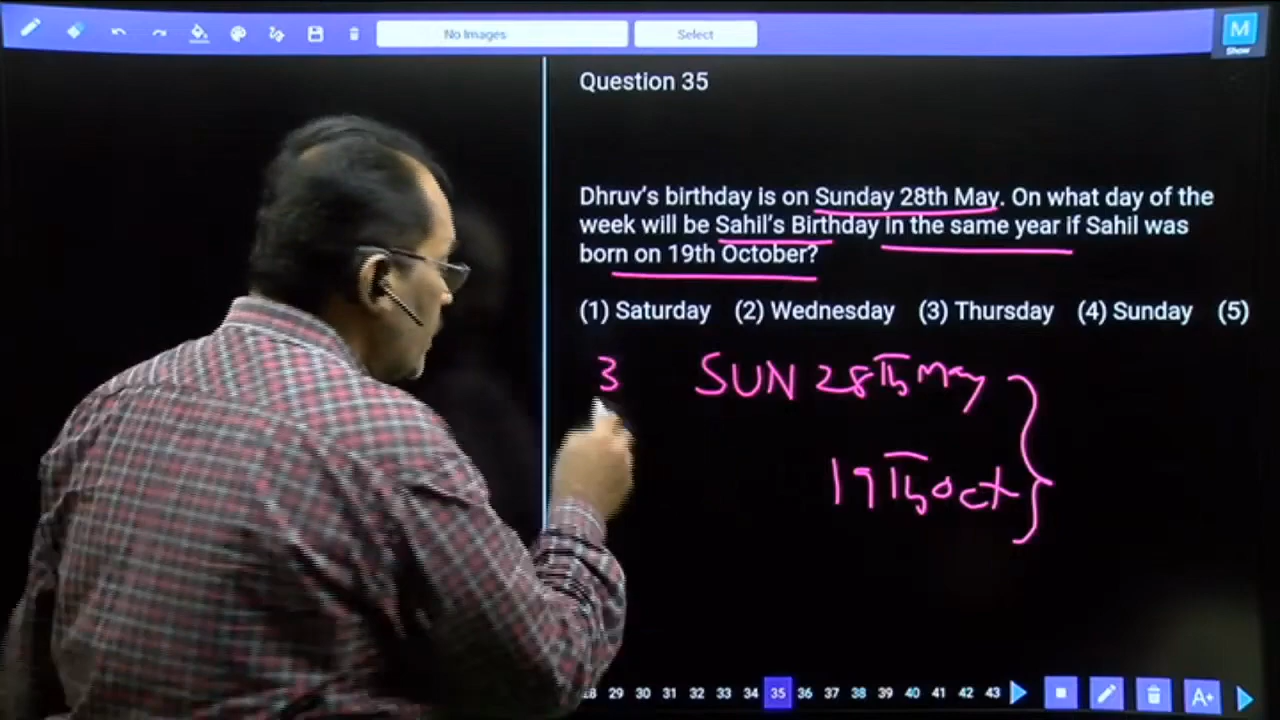 No Images
Select
M
Show
Question 35
Dhruv's birthday is on Sunday 28th May. On what day of the
week will be Sahil's Birthday in the same year if Sahil was
born on 19th October?
(1) Saturday (2) Wednesday (3) Thursday (4) Sunday (5)
3 SUN 28Th May
19Th Oct
29 30 31 32 33 34 35 36 37 38 39 40 41 42 43
A+